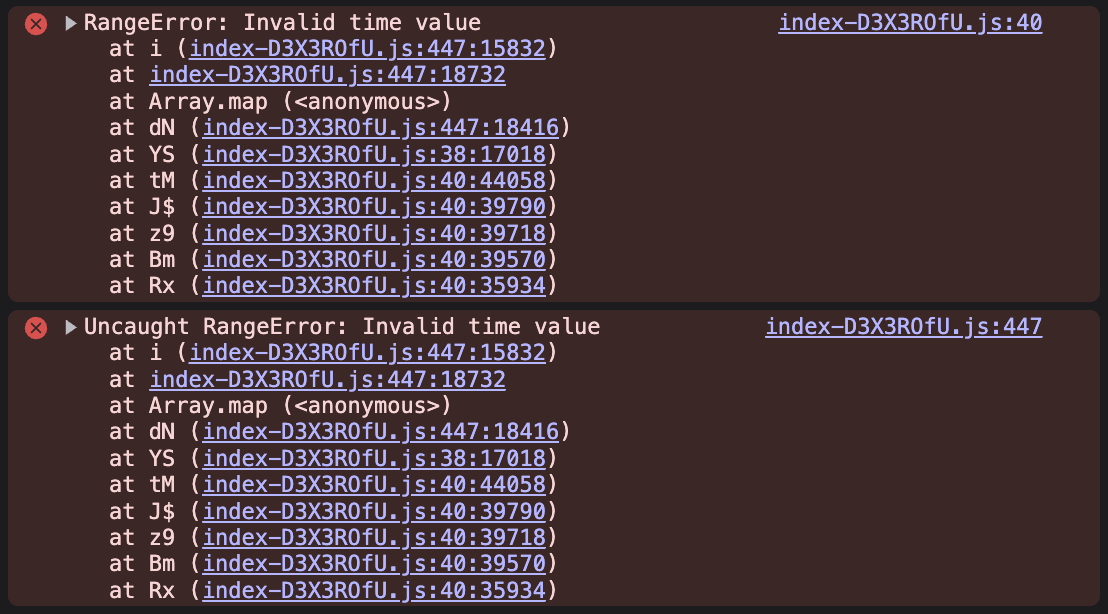 RangeError: Invalid time value index-D3X3ROfU.js:40
at i (index-D3X3ROfU.js:447:15832)
at index-D3X3ROfU.js:447:18732
at Array.map (<anonymous>)
at dN (index-D3X3ROfU.js:447:18416)
at YS (index-D3X3ROfU.js:38:17018)
at tM (index-D3X3ROfU.js:40:44058)
at J$ (index-D3X3ROfU.js:40:39790)
at z9 (index-D3X3ROfU.js:40:39718)
at Bm (index-D3X3ROfU.js:40:39570)
at Rx (index-D3X3ROfU.js:40:35934)
Uncaught RangeError: Invalid time value index-D3X3ROfU.js:447
at i (index-D3X3ROfU.js:447:15832)
at index-D3X3ROfU.js:447:18732
at Array.map (<anonymous>)
at dN (index-D3X3ROfU.js:447:18416)
at YS (index-D3X3ROfU.js:38:17018)
at tM (index-D3X3ROfU.js:40:44058)
at J$ (index-D3X3ROfU.js:40:39790)
at z9 (index-D3X3ROfU.js:40:39718)
at Bm (index-D3X3ROfU.js:40:39570)
at Rx (index-D3X3ROfU.js:40:35934)